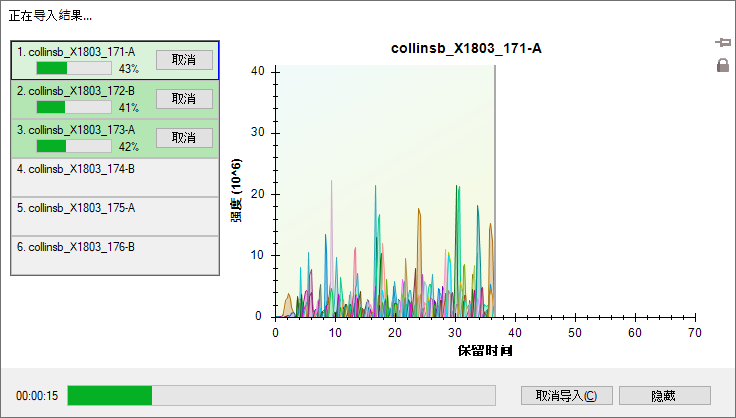 正在导入结果...
1. collinsb_X1803_171-A
43%
取消
2. collinsb_X1803_172-B
41%
取消
3. collinsb_X1803_173-A
42%
取消
4. collinsb_X1803_174-B
5. collinsb_X1803_175-A
6. collinsb_X1803_176-B
collinsb_X1803_171-A
强度 (10^6)
40
30
20
10
0
0 10 20 30 40 50 60 70
保留时间
00:00:15
取消导入(C)
隐藏